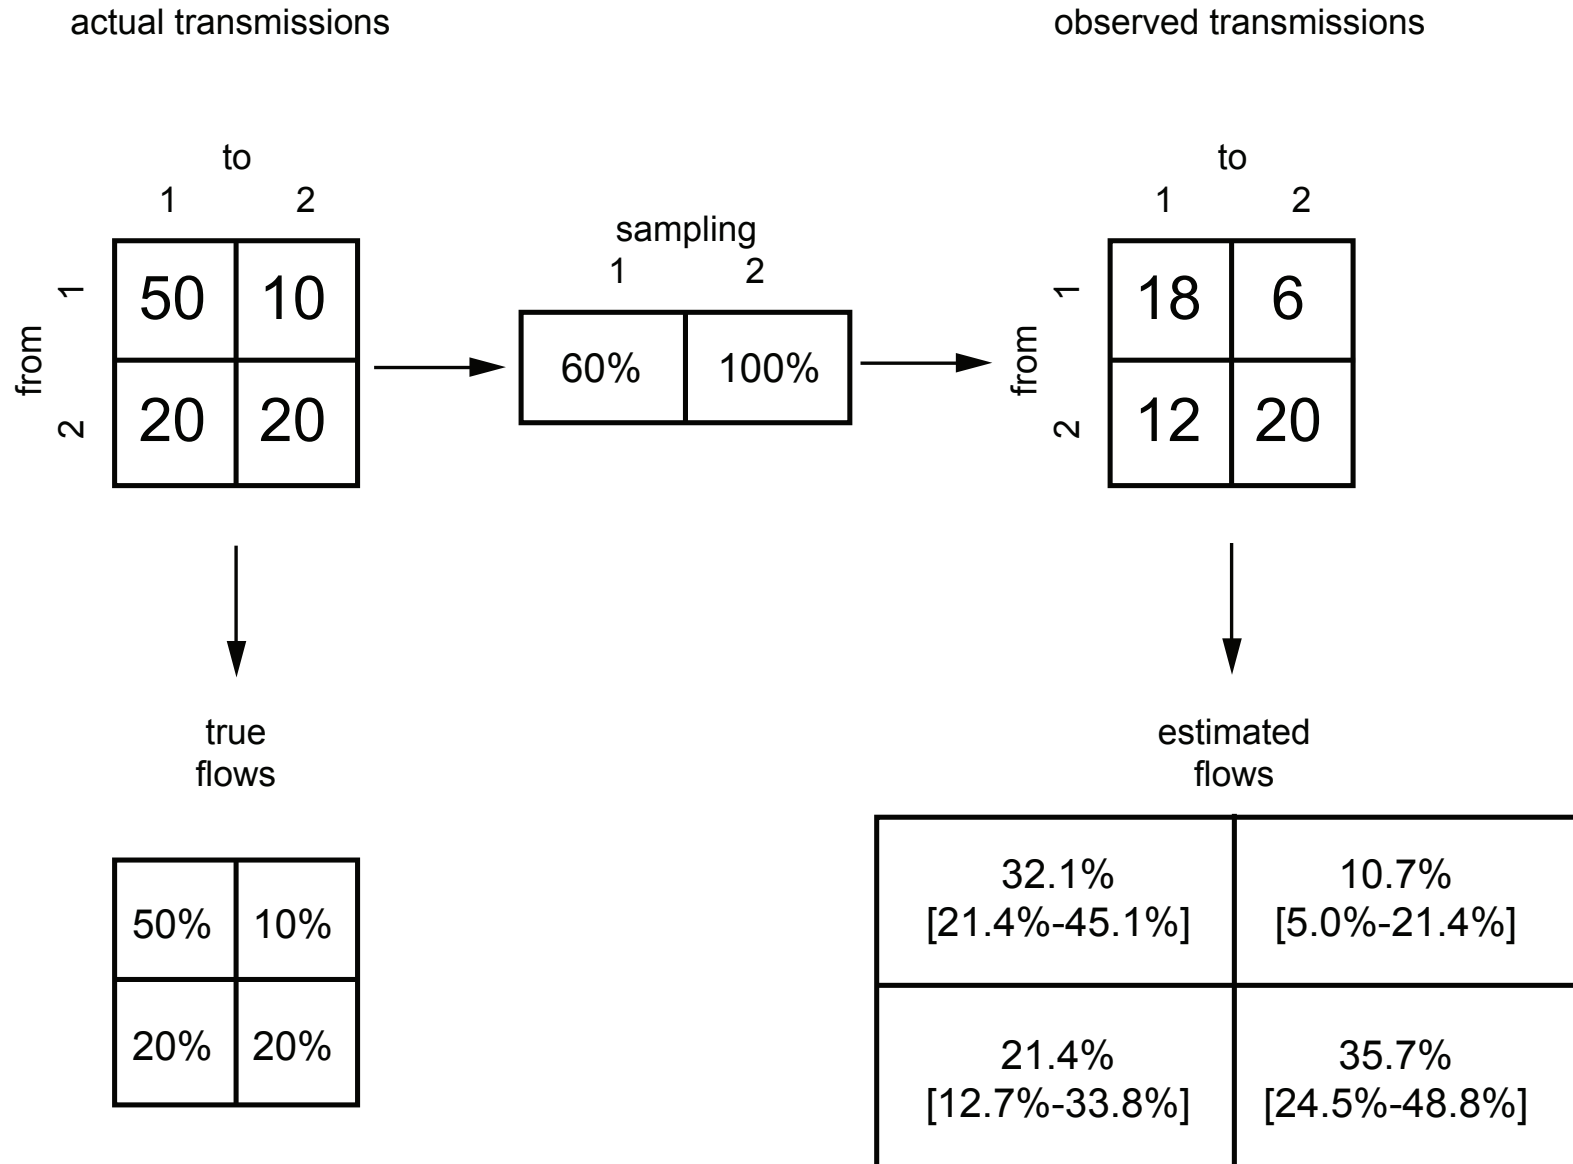 actual transmissions
observed transmissions
to
1 2
from
1
2
50 10
20 20
sampling
1 2
60% 100%
to
1 2
from
1
2
18 6
12 20
true
flows
50% 10%
20% 20%
estimated
flows
32.1%
[21.4%-45.1%]
10.7%
[5.0%-21.4%]
21.4%
[12.7%-33.8%]
35.7%
[24.5%-48.8%]